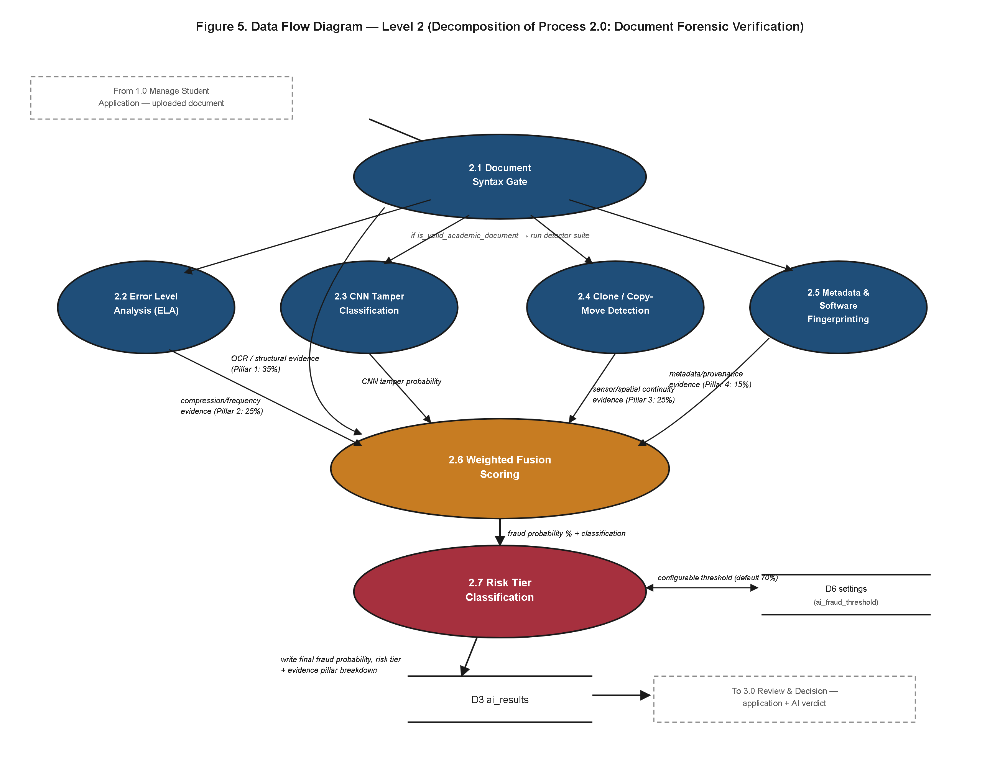 Figure 5. Data Flow Diagram — Level 2 (Decomposition of Process 2.0: Document Forensic Verification)
From 1.0 Manage Student
Application — uploaded document
2.1 Document
Syntax Gate
if is_valid_academic_document → run detector suite
2.2 Error Level
Analysis (ELA)
2.3 CNN Tamper
Classification
2.4 Clone / Copy-
Move Detection
2.5 Metadata &
Software
Fingerprinting
OCR / structural evidence
(Pillar 1: 35%)
compression/frequency
evidence (Pillar 2: 25%)
CNN tamper probability
sensor/spatial continuity
evidence (Pillar 3: 25%)
metadata/provenance
evidence (Pillar 4: 15%)
2.6 Weighted Fusion
Scoring
fraud probability % + classification
2.7 Risk Tier
Classification
configurable threshold (default 70%)
D6 settings
(ai_fraud_threshold)
write final fraud probability, risk tier
+ evidence pillar breakdown
D3 ai_results
To 3.0 Review & Decision —
application + AI verdict